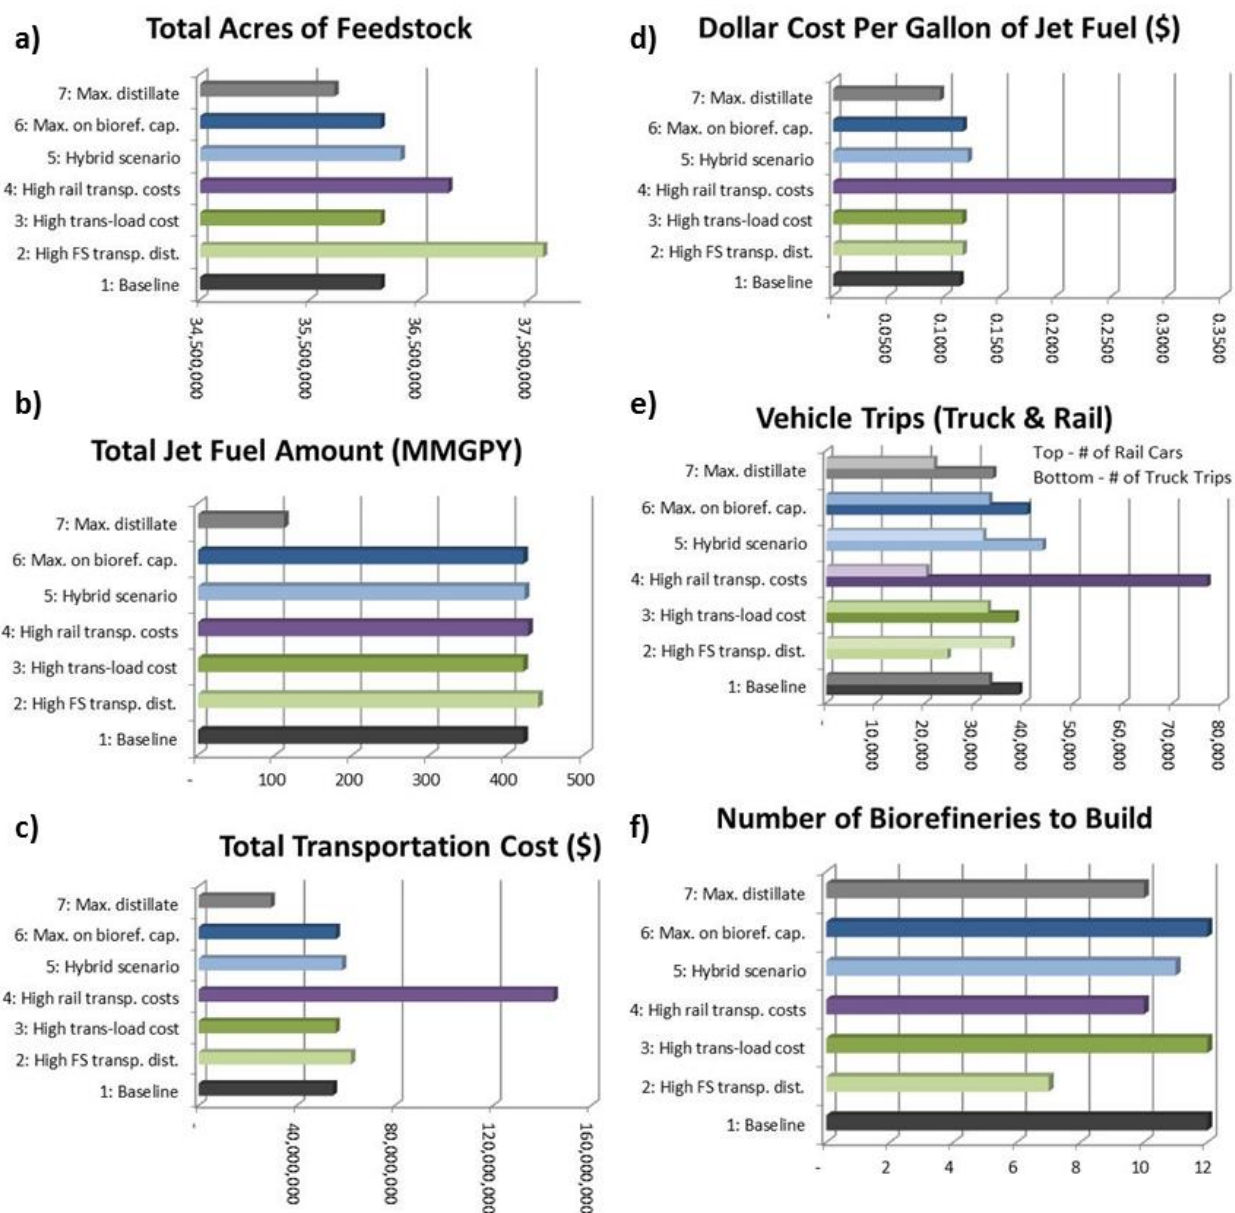 a)
Total Acres of Feedstock
7: Max. distillate
6: Max. on bioref. cap.
5: Hybrid scenario
4: High rail transp. costs
3: High trans-load cost
2: High FS transp. dist.
1: Baseline
34,500,000
35,500,000
36,500,000
37,500,000
b)
Total Jet Fuel Amount (MMGPY)
7: Max. distillate
6: Max. on bioref. cap.
5: Hybrid scenario
4: High rail transp. costs
3: High trans-load cost
2: High FS transp. dist.
1: Baseline
- 100 200 300 400 500
c)
Total Transportation Cost ($)
7: Max. distillate
6: Max. on bioref. cap.
5: Hybrid scenario
4: High rail transp. costs
3: High trans-load cost
2: High FS transp. dist.
1: Baseline
-
40,000,000
80,000,000
120,000,000
160,000,000
d)
Dollar Cost Per Gallon of Jet Fuel ($)
7: Max. distillate
6: Max. on bioref. cap.
5: Hybrid scenario
4: High rail transp. costs
3: High trans-load cost
2: High FS transp. dist.
1: Baseline
-
0.0500
0.1000
0.1500
0.2000
0.2500
0.3000
0.3500
e)
Vehicle Trips (Truck & Rail)
Top - # of Rail Cars
Bottom - # of Truck Trips
7: Max. distillate
6: Max. on bioref. cap.
5: Hybrid scenario
4: High rail transp. costs
3: High trans-load cost
2: High FS transp. dist.
1: Baseline
-
10,000
20,000
30,000
40,000
50,000
60,000
70,000
80,000
f)
Number of Biorefineries to Build
7: Max. distillate
6: Max. on bioref. cap.
5: Hybrid scenario
4: High rail transp. costs
3: High trans-load cost
2: High FS transp. dist.
1: Baseline
- 2 4 6 8 10 12